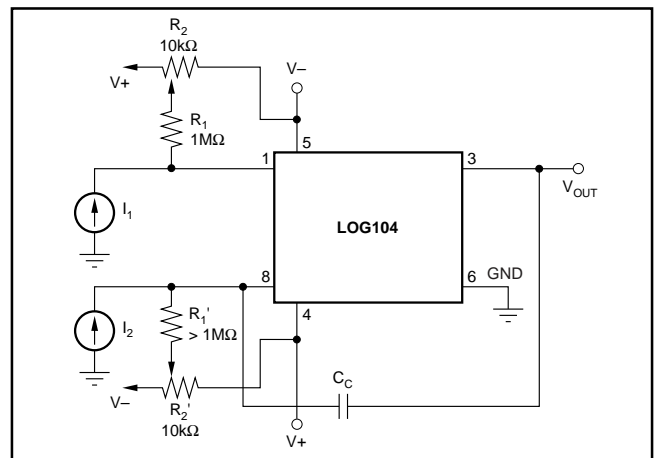 R2
10kΩ
V+
V–
R1
1MΩ
5
1
3
VOUT
I1
LOG104
8
6
GND
I2
R1'
> 1MΩ
4
V–
R2'
10kΩ
CC
V+